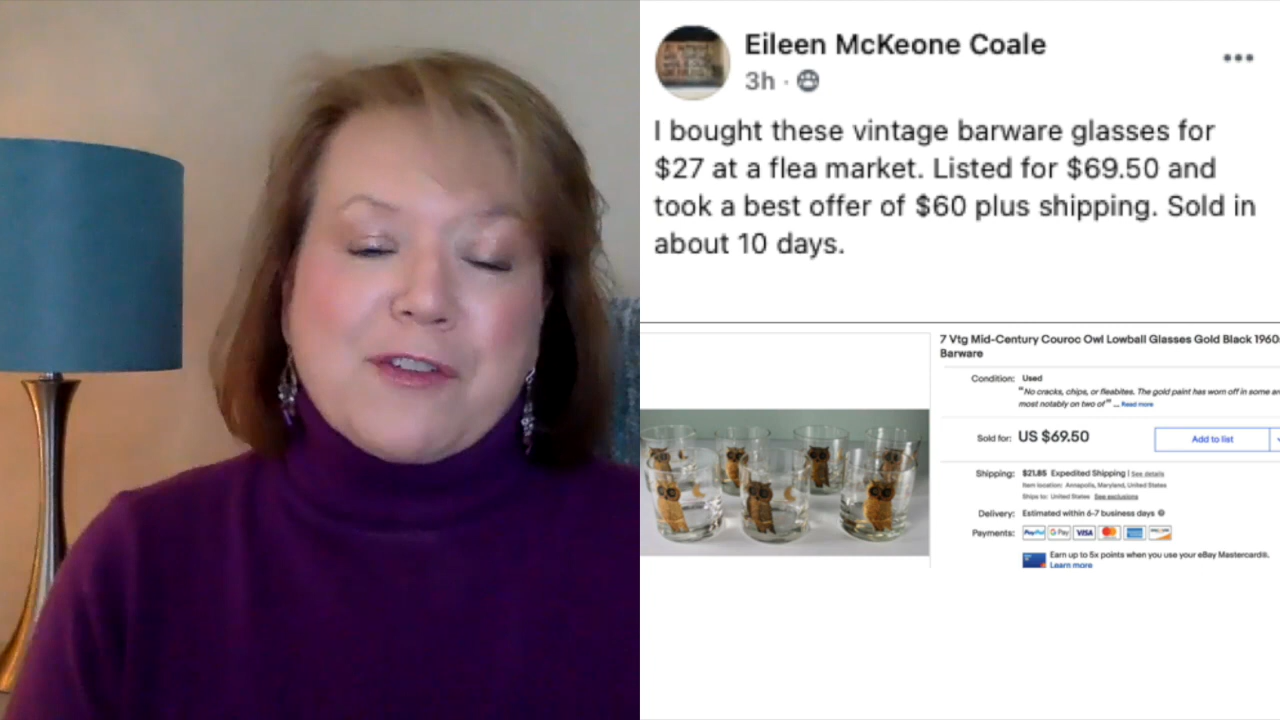 Eileen McKeone Coale
3h ·
I bought these vintage barware glasses for
$27 at a flea market. Listed for $69.50 and
took a best offer of $60 plus shipping. Sold in
about 10 days.
7 Vtg Mid-Century Couroc Owl Lowball Glasses Gold Black 1960
Barware
Condition: Used
"No cracks, chips, or fleabites. The gold paint has worn off in some
most notably on two of" ... Read more
Sold for: US $69.50
Add to list
Shipping: $21.85 Expedited Shipping | See details
Item location: Annapolis, Maryland, United States
Ships to: United States See exclusions
Delivery: Estimated within 6-7 business days
Payments: PayPal G Pay VISA
Earn up to 5x points when you use your eBay Mastercard®.
Learn more